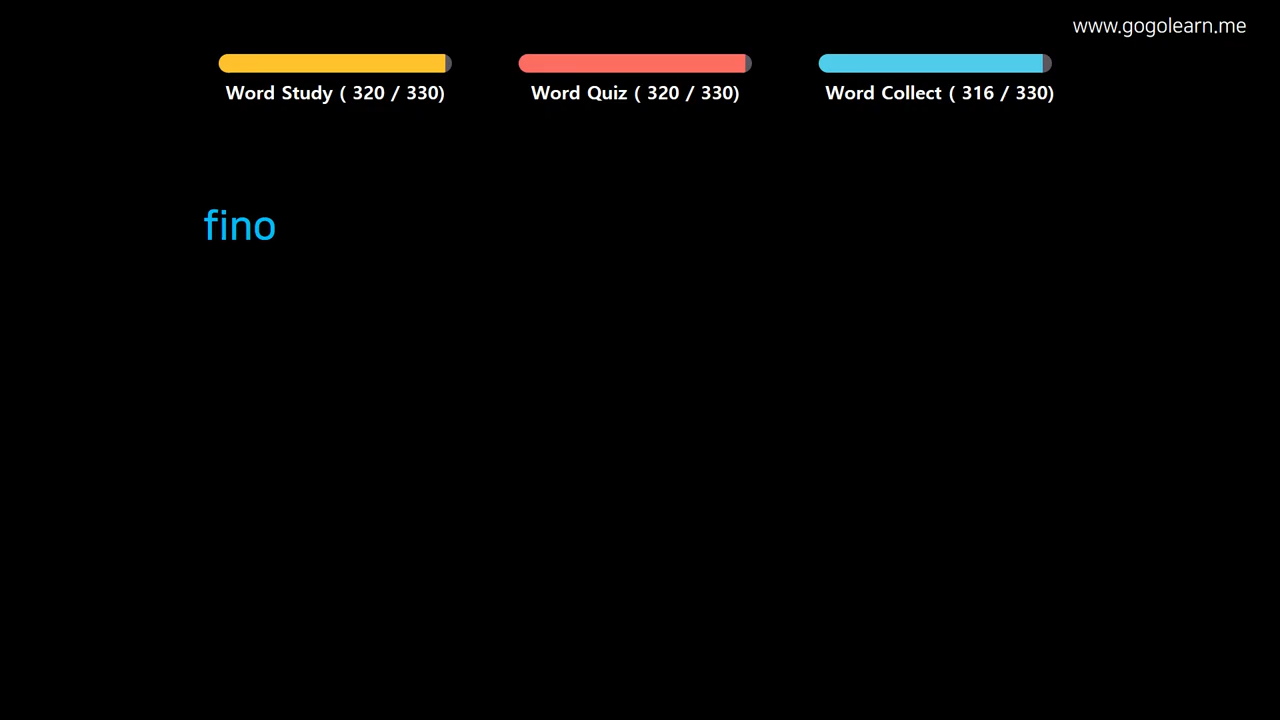 www.gogolearn.me
Word Study ( 320 / 330)
Word Quiz ( 320 / 330)
Word Collect ( 316 / 330)
fino